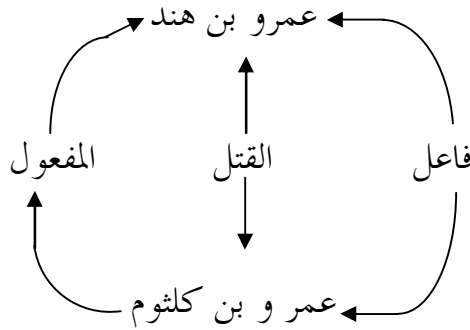 عمرو بن هند
فاعل القتل المفعول
عمر و بن كلثوم